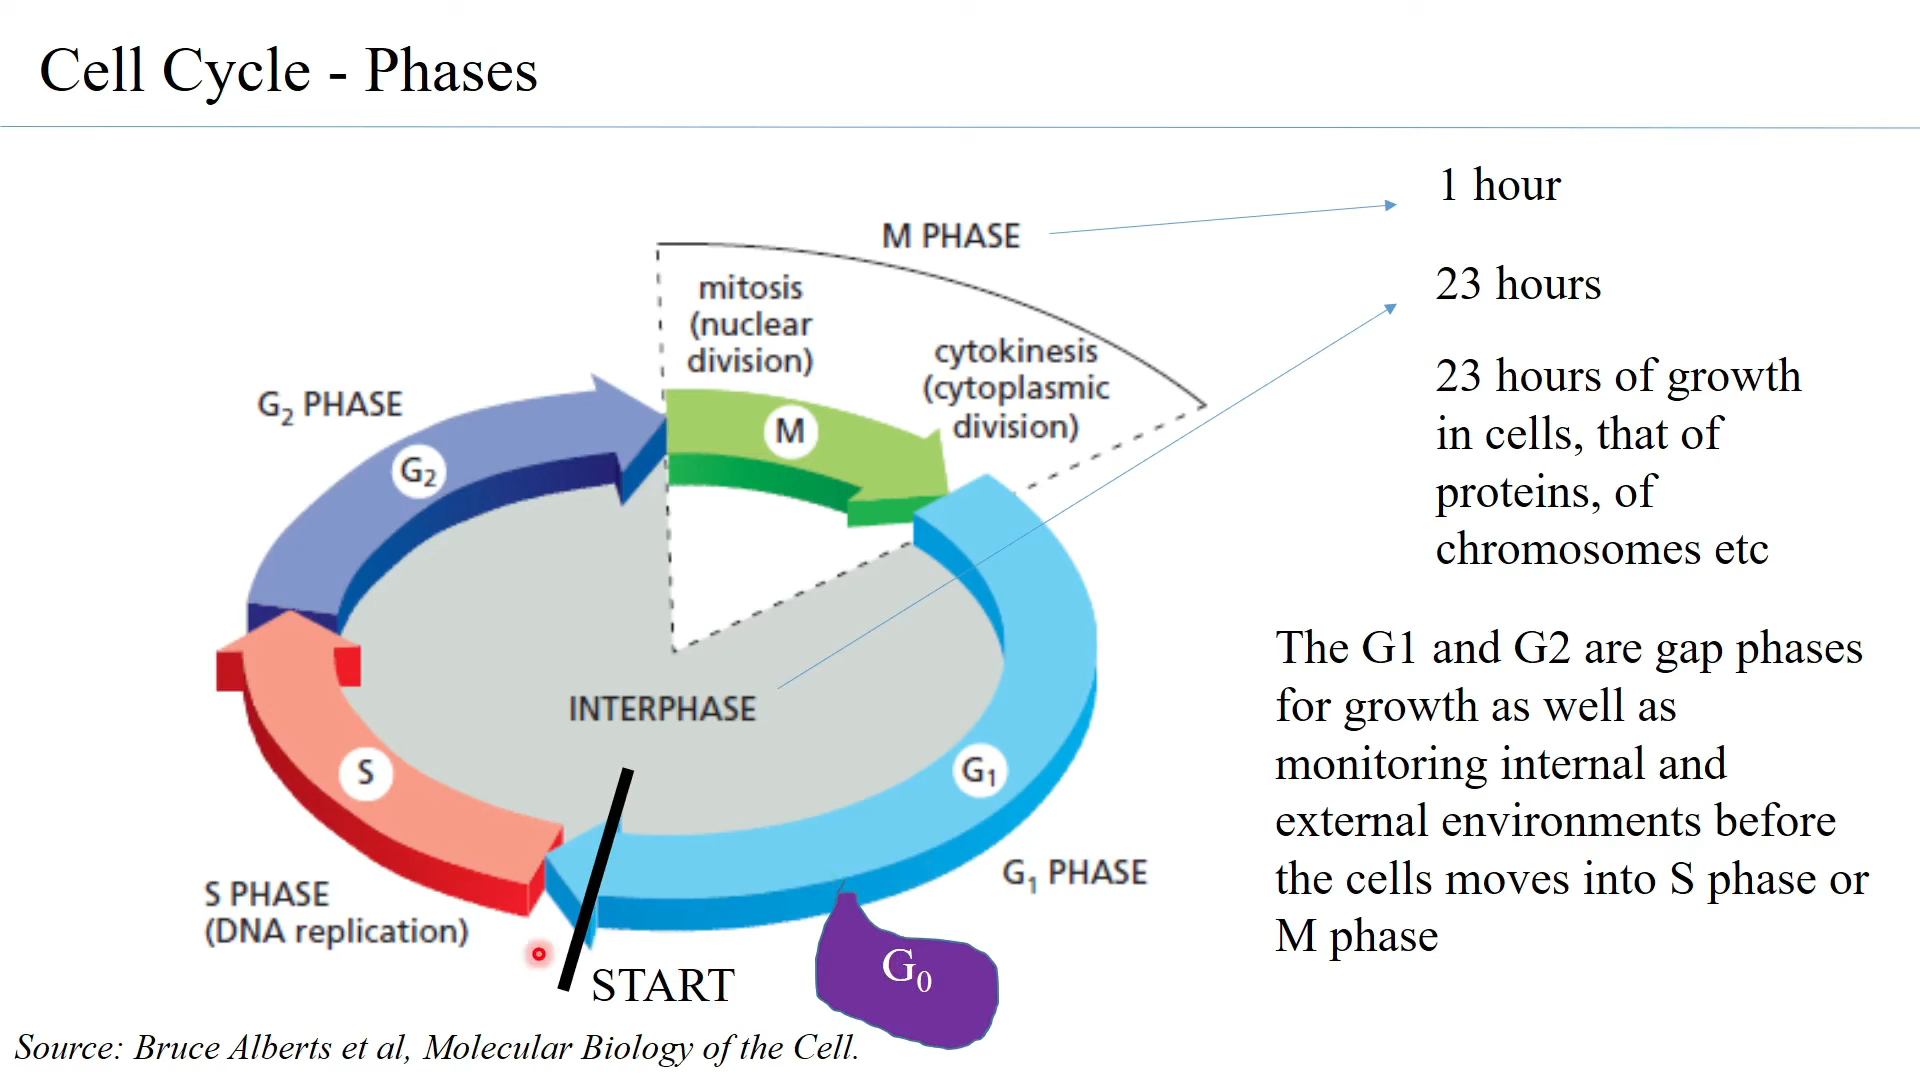 Cell Cycle - Phases
1 hour
M PHASE
23 hours
mitosis
(nuclear
division)
cytokinesis
(cytoplasmic
division)
23 hours of growth
in cells, that of
proteins, of
chromosomes etc
G₂ PHASE
M
G₂
The G1 and G2 are gap phases
for growth as well as
monitoring internal and
external environments before
the cells moves into S phase or
M phase
INTERPHASE
S
G₁
G₁ PHASE
S PHASE
(DNA replication)
START
G₀
Source: Bruce Alberts et al, Molecular Biology of the Cell.